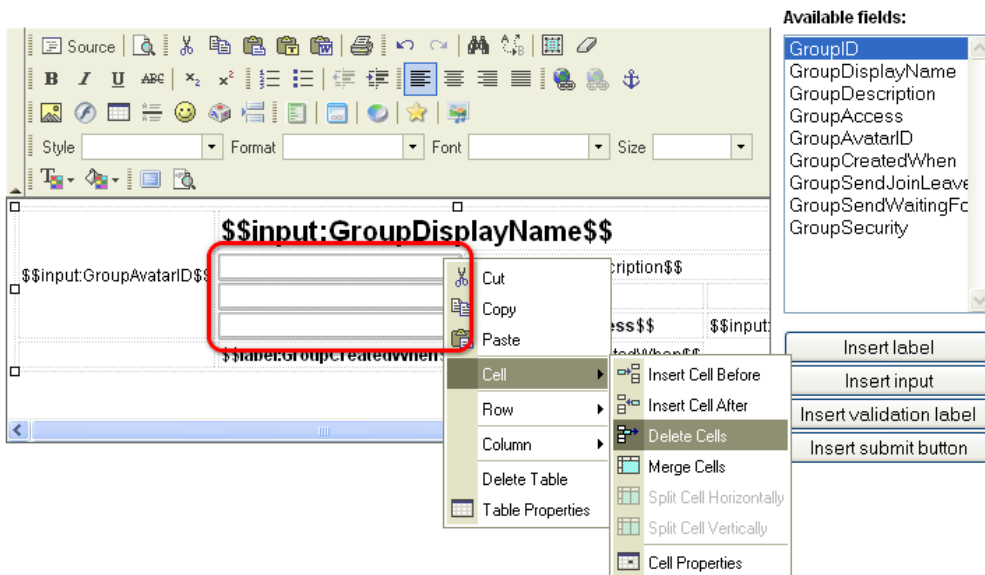 Available fields:
Source
B I U ABC x₂ x²
Style Format Font Size
GroupID
GroupDisplayName
GroupDescription
GroupAccess
GroupAvatarID
GroupCreatedWhen
GroupSendJoinLeave
GroupSendWaitingFo
GroupSecurity
$$input:GroupDisplayName$$
$$input:GroupAvatarID$$
cription$$
ess$$ $$input:
$$label:GroupCreatedWhen$ tedWhen$$
Cut
Copy
Paste
Cell
Row
Column
Delete Table
Table Properties
Insert Cell Before
Insert Cell After
Delete Cells
Merge Cells
Split Cell Horizontally
Split Cell Vertically
Cell Properties
Insert label
Insert input
Insert validation label
Insert submit button